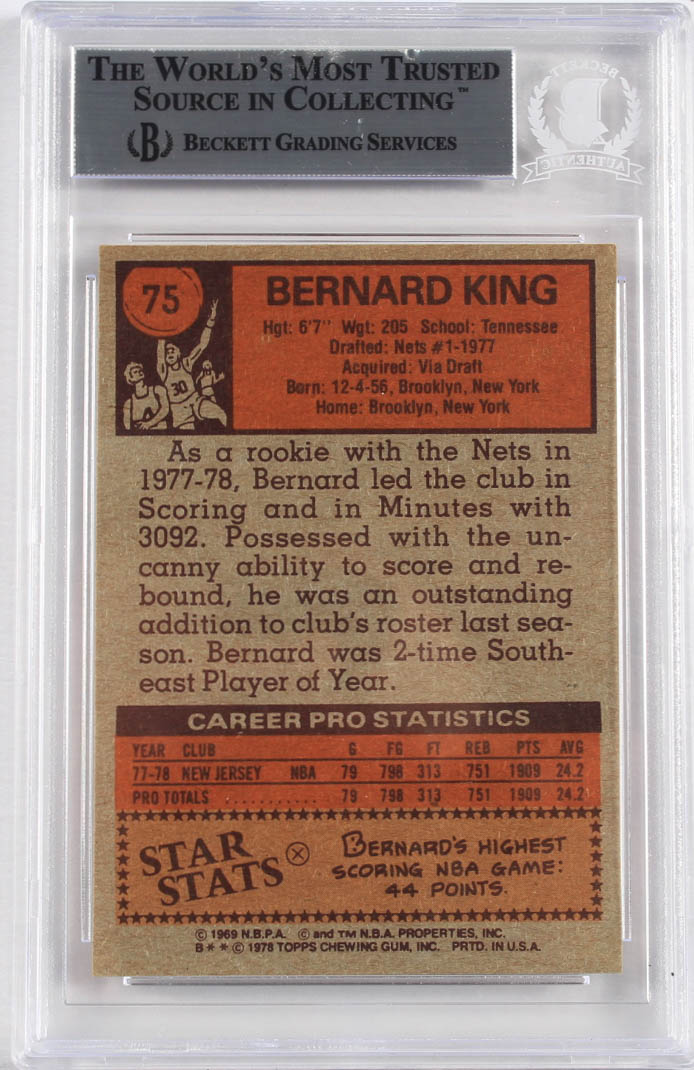 THE WORLD'S MOST TRUSTED
SOURCE IN COLLECTING™
B BECKETT GRADING SERVICES
BECKETT
B
AUTHENTIC
75
30
BERNARD KING
Hgt: 6'7" Wgt: 205 School: Tennessee
Drafted: Nets #1-1977
Acquired: Via Draft
Born: 12-4-56, Brooklyn, New York
Home: Brooklyn, New York
As a rookie with the Nets in
1977-78, Bernard led the club in
Scoring and in Minutes with
3092. Possessed with the un-
canny ability to score and re-
bound, he was an outstanding
addition to club's roster last sea-
son. Bernard was 2-time South-
east Player of Year.
CAREER PRO STATISTICS
YEAR CLUB G FG FT REB PTS AVG
77-78 NEW JERSEY NBA 79 798 313 751 1909 24.2
PRO TOTALS . . . . . . . . . . . 79 798 313 751 1909 24.2
STAR STATS
BERNARD'S HIGHEST
SCORING NBA GAME:
44 POINTS.
© 1969 N.B.P.A. © and TM N.B.A. PROPERTIES, INC.
B * * © 1978 TOPPS CHEWING GUM, INC. PRTD. IN U.S.A.